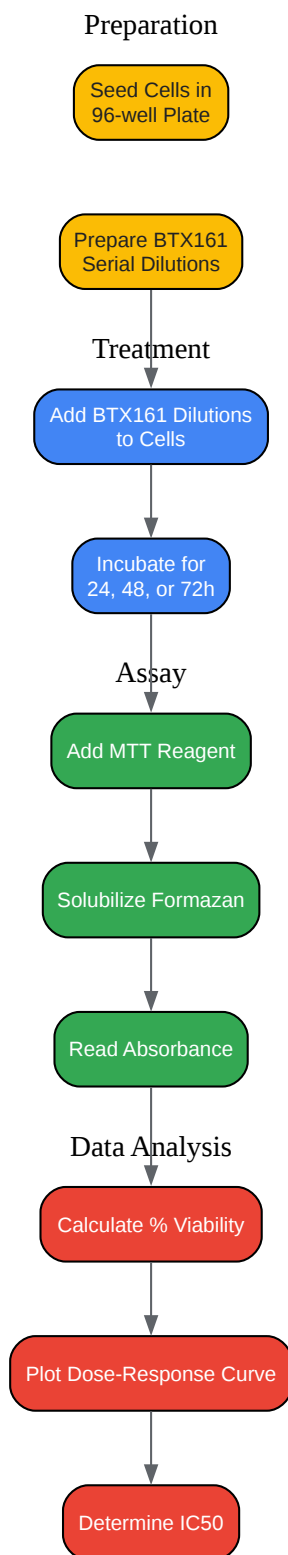 Preparation
Seed Cells in
96-well Plate
Prepare BTX161
Serial Dilutions
Treatment
Add BTX161 Dilutions
to Cells
Incubate for
24, 48, or 72h
Assay
Add MTT Reagent
Solubilize Formazan
Read Absorbance
Data Analysis
Calculate % Viability
Plot Dose-Response Curve
Determine IC50